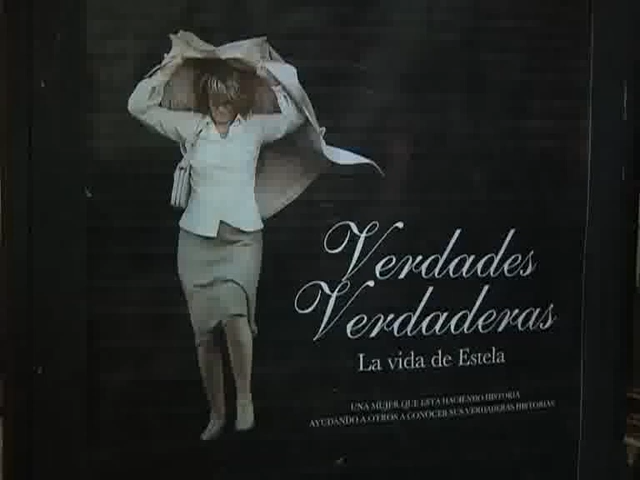 Verdades
Verdaderas
La vida de Estela
UNA MUJER QUE ESTA HACIENDO HISTORIA
AYUDANDO A OTROS A CONOCER SUS VERDADERAS HISTORIAS